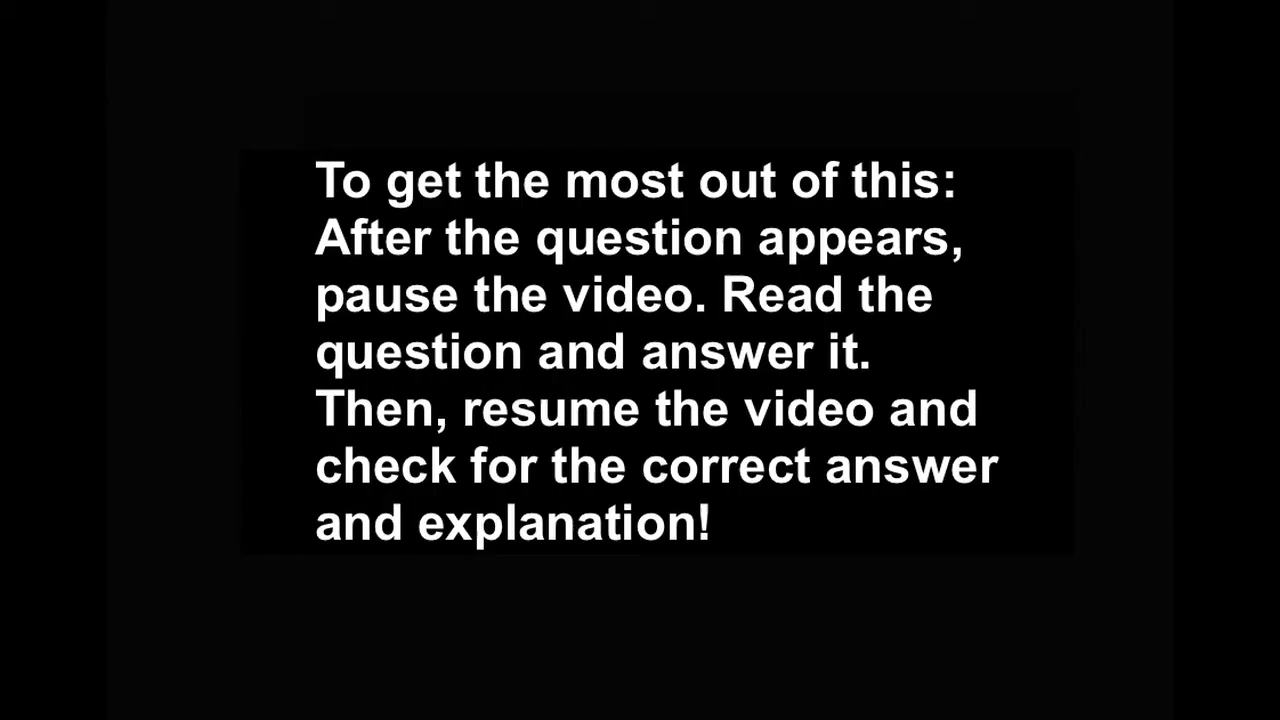 To get the most out of this:
After the question appears,
pause the video. Read the
question and answer it.
Then, resume the video and
check for the correct answer
and explanation!